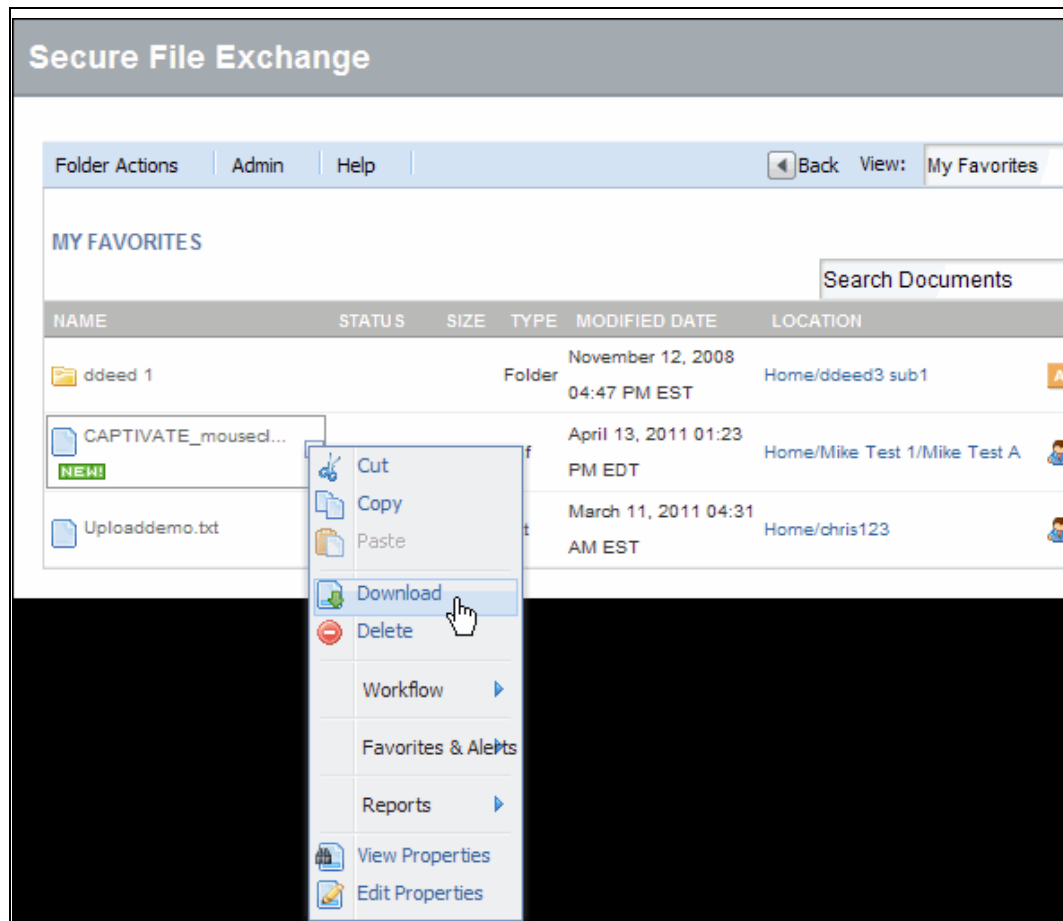 Secure File Exchange
Folder Actions Admin Help Back View: My Favorites
MY FAVORITES
Search Documents
NAME STATUS SIZE TYPE MODIFIED DATE LOCATION
ddeed 1 Folder November 12, 2008 04:47 PM EST Home/ddeed3 sub1
CAPTIVATE_mousecl... April 13, 2011 01:23 PM EDT Home/Mike Test 1/Mike Test A
NEW!
Uploaddemo.txt March 11, 2011 04:31 AM EST Home/chris123
Cut
Copy
Paste
Download
Delete
Workflow
Favorites & Alerts
Reports
View Properties
Edit Properties